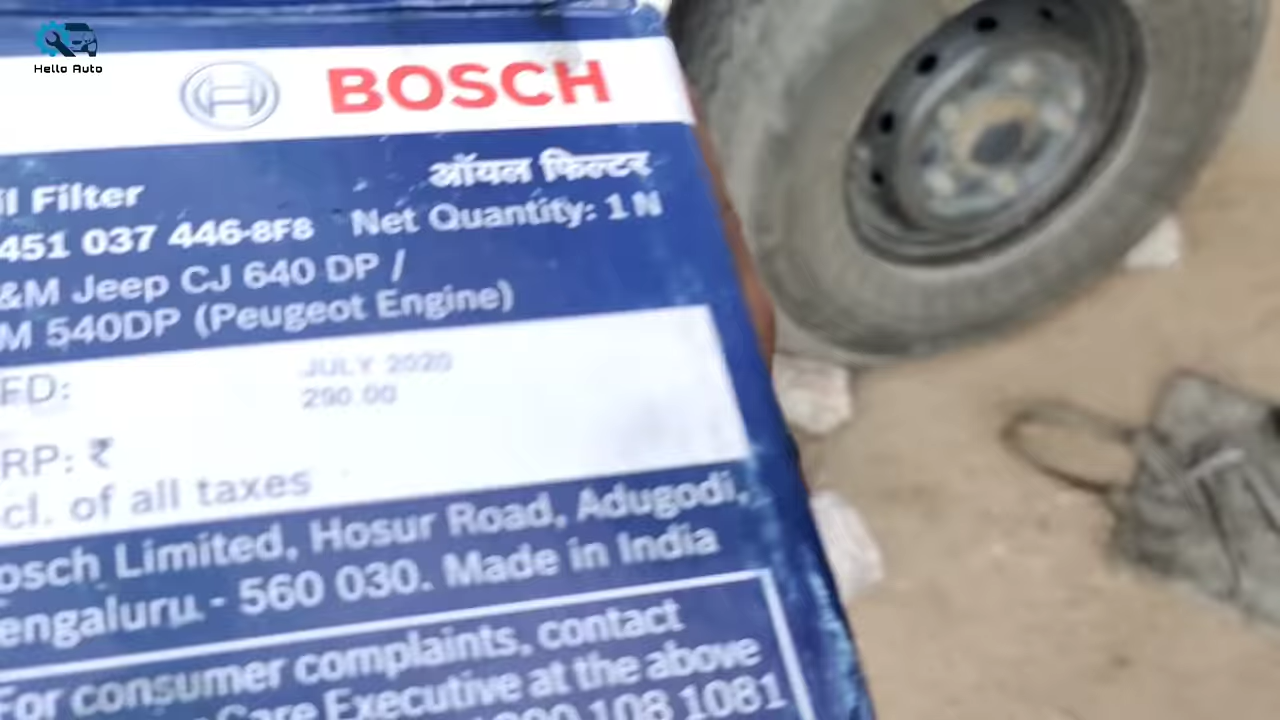 Hello Auto
BOSCH
ऑयल फिल्टर
il Filter
451 037 446-8F8 Net Quantity: 1 N
&M Jeep CJ 640 DP /
M 540DP (Peugeot Engine)
FD: JULY 2020
290.00
RP: ₹
cl. of all taxes
osch Limited, Hosur Road, Adugodi,
engaluru - 560 030. Made in India
For consumer complaints, contact
Care Executive at the above
108 1081